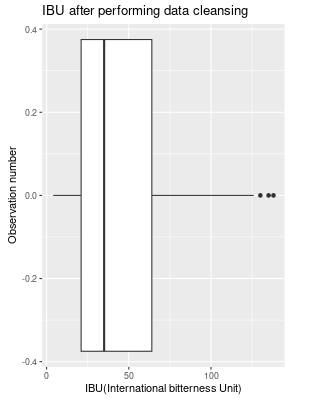 IBU after performing data cleansing
Observation number
0.4
0.2
0.0
-0.2
-0.4
0
50
100
IBU(International bitterness Unit)